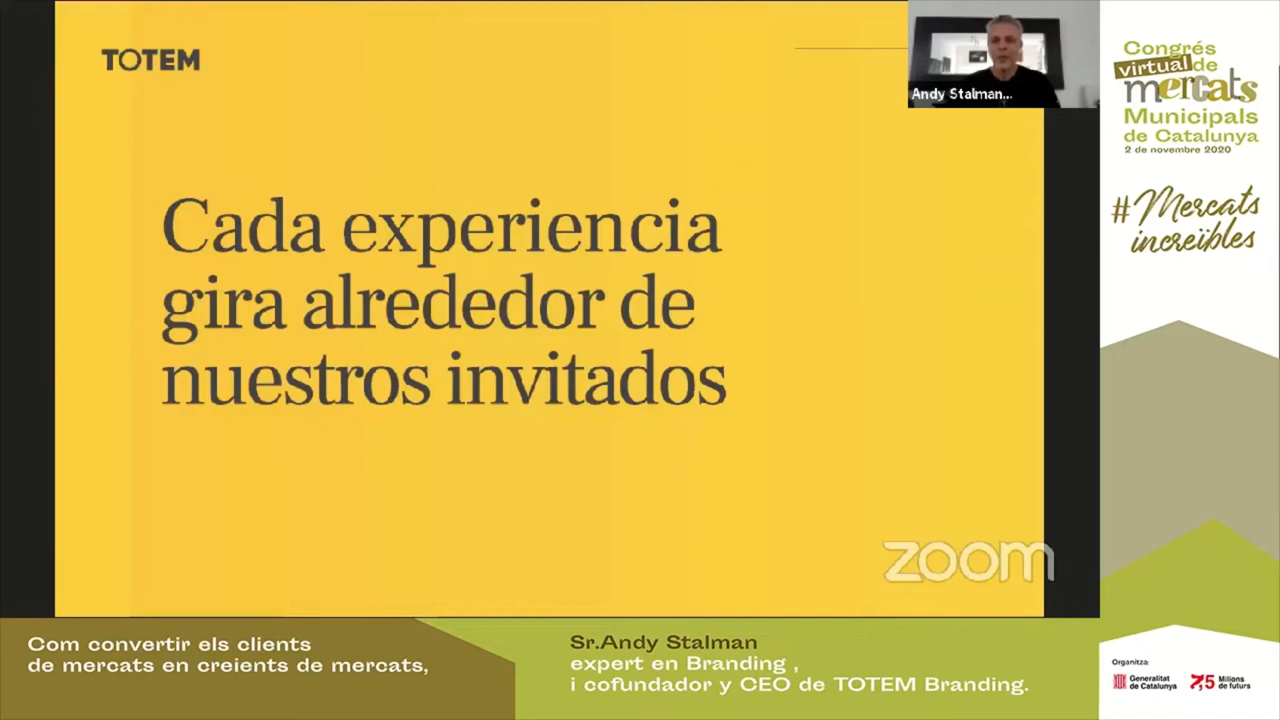 TOTEM
Cada experiencia
gira alrededor de
nuestros invitados
zoom
Andy Stalman...
Congrés
virtual de
mercats
Municipals
de Catalunya
2 de novembre 2020
#Mercats
increïbles
Com convertir els clients
de mercats en creients de mercats,
Sr.Andy Stalman
expert en Branding ,
i cofundador y CEO de TOTEM Branding.
Organitza:
Generalitat
de Catalunya
7,5 Milions
de futurs